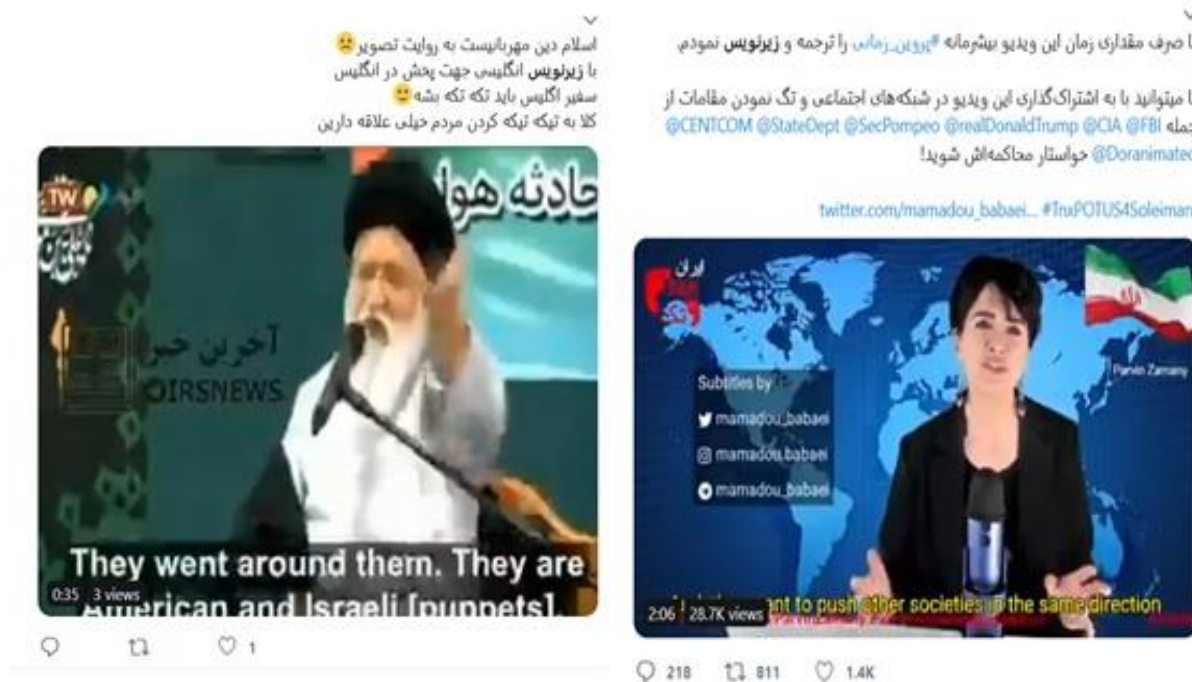 اسلام دین مهربانیست به روایت تصویر
با زیرنویس انگلیسی جهت پخش در انگلیس
سفیر اگلیس باید تکه تکه بشه
کلا به تیکه تیکه کردن مردم خیلی علاقه دارین
TW
حادثه هوا
آخرین خبر
OIRSNEWS
They went around them. They are
American and Israeli [puppets].
0:35 3 views
1
ا صرف مقداری زمان این ویدیو بیشرمانه #پروین_زمانی را ترجمه و زیرنویس نمودم.
ا میتوانید با به اشتراک‌گذاری این ویدیو در شبکه‌های اجتماعی و تگ نمودن مقامات از
جمله @CENTCOM @StateDept @SecPompeo @realDonaldTrump @CIA @FBI
@Doranimated خواستار محاکمه‌اش شوید!
twitter.com/mamadou_babaei... #TnxPOTUS4Soleimani
ایران
Parvin Zamany
Subtitles by
mamadou_babaei
mamadou.babaei
mamadou_babaei
nt to push other societies in the same direction
2:06 28.7K views
218 811 1.4K